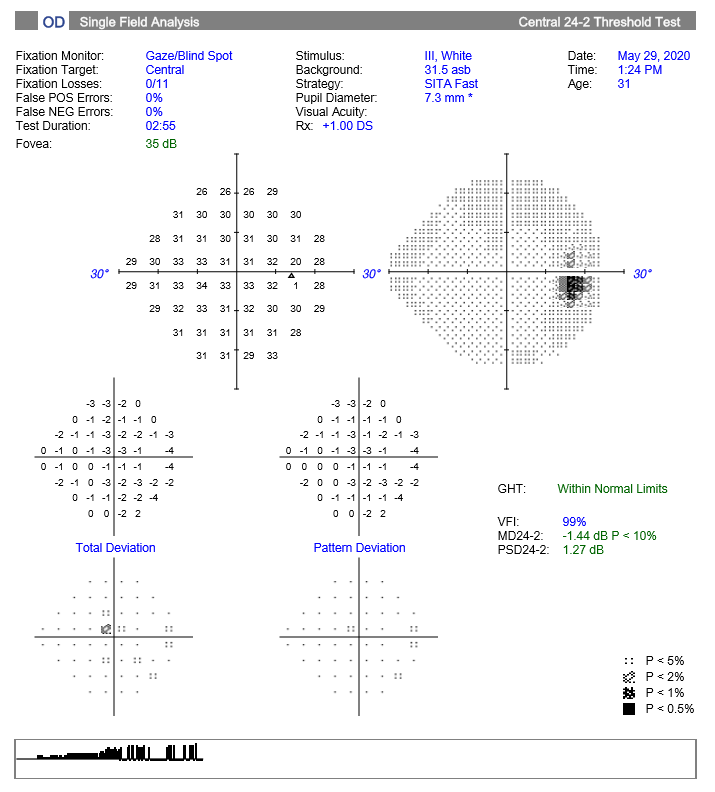 OD Single Field Analysis Central 24-2 Threshold Test
Fixation Monitor: Gaze/Blind Spot Stimulus: III, White Date: May 29, 2020
Fixation Target: Central Background: 31.5 asb Time: 1:24 PM
Fixation Losses: 0/11 Strategy: SITA Fast Age: 31
False POS Errors: 0% Pupil Diameter: 7.3 mm *
False NEG Errors: 0% Visual Acuity:
Test Duration: 02:55 Rx: +1.00 DS
Fovea: 35 dB
26 26 26 29
31 30 30 30 30 30
28 31 31 30 31 30 31 28
29 30 33 33 31 31 32 20 28
30° 30° 30°
29 31 33 34 33 33 32 1 28
29 32 33 31 32 30 30 29
31 31 31 31 31 28
31 31 29 33
-3 -3 -2 0 -3 -3 -2 0
0 -1 -2 -1 -1 0 0 -1 -1 -1 -1 0
-2 -1 -1 -3 -2 -2 -1 -3 -2 -1 -1 -3 -2 -2 -1 -3
0 -1 0 -1 -3 -3 -1 -4 0 -1 0 -1 -3 -3 -1 -4
0 -1 0 0 -1 -1 -1 -4 0 0 0 0 -1 -1 -1 -4
-2 0 0 -2 -2 -3 -2 -2 -2 0 0 -2 -2 -2 -2 -2
0 -1 -1 -2 -2 -4 0 -1 -1 -1 -1 -4
0 0 -2 2 0 0 -2 2
GHT: Within Normal Limits
VFI: 99%
MD24-2: -1.44 dB P < 10%
PSD24-2: 1.27 dB
Total Deviation Pattern Deviation
P < 5%
P < 2%
P < 1%
P < 0.5%